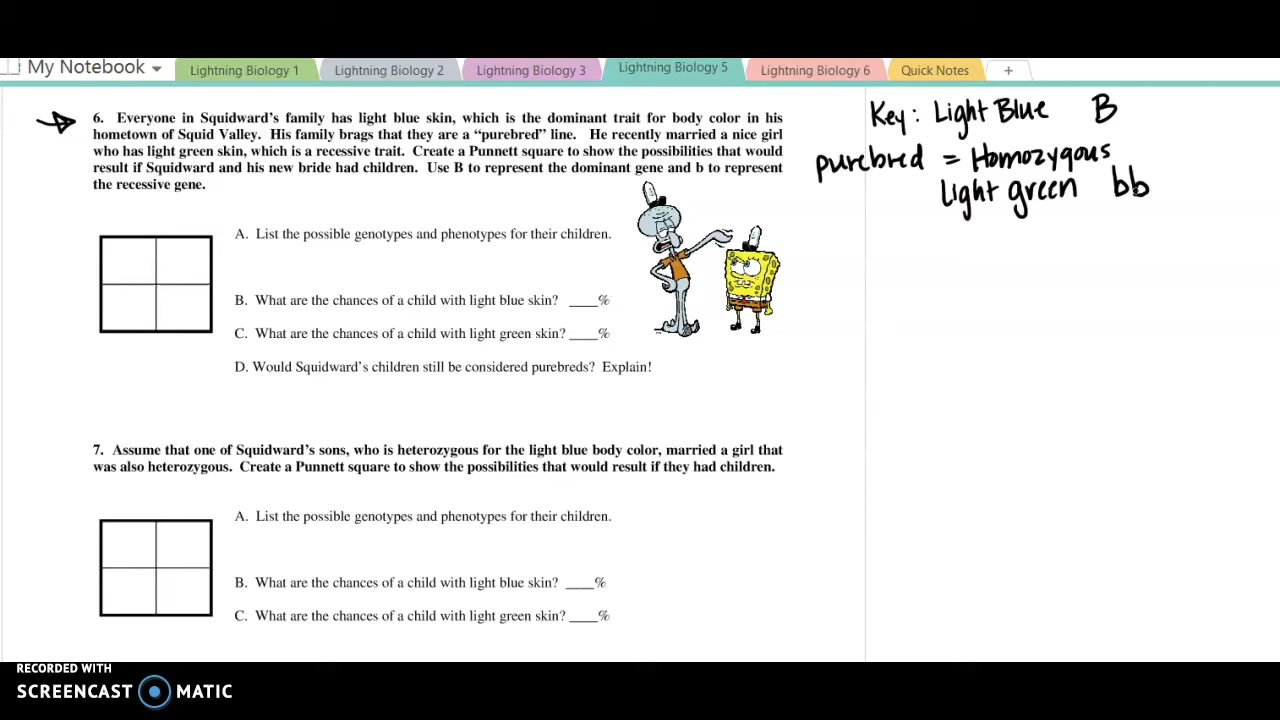 My Notebook
Lightning Biology 1
Lightning Biology 2
Lightning Biology 3
Lightning Biology 5
Lightning Biology 6
Quick Notes
+
6. Everyone in Squidward's family has light blue skin, which is the dominant trait for body color in his
hometown of Squid Valley. His family brags that they are a "purebred" line. He recently married a nice girl
who has light green skin, which is a recessive trait. Create a Punnett square to show the possibilities that would
result if Squidward and his new bride had children. Use B to represent the dominant gene and b to represent
the recessive gene.
A. List the possible genotypes and phenotypes for their children.
B. What are the chances of a child with light blue skin? ____%
C. What are the chances of a child with light green skin? ____%
D. Would Squidward's children still be considered purebreds? Explain!
7. Assume that one of Squidward's sons, who is heterozygous for the light blue body color, married a girl that
was also heterozygous. Create a Punnett square to show the possibilities that would result if they had children.
A. List the possible genotypes and phenotypes for their children.
B. What are the chances of a child with light blue skin? ____%
C. What are the chances of a child with light green skin? ____%
Key: Light Blue B
purebred = Homozygous
Light green bb
RECORDED WITH
SCREENCAST MATIC